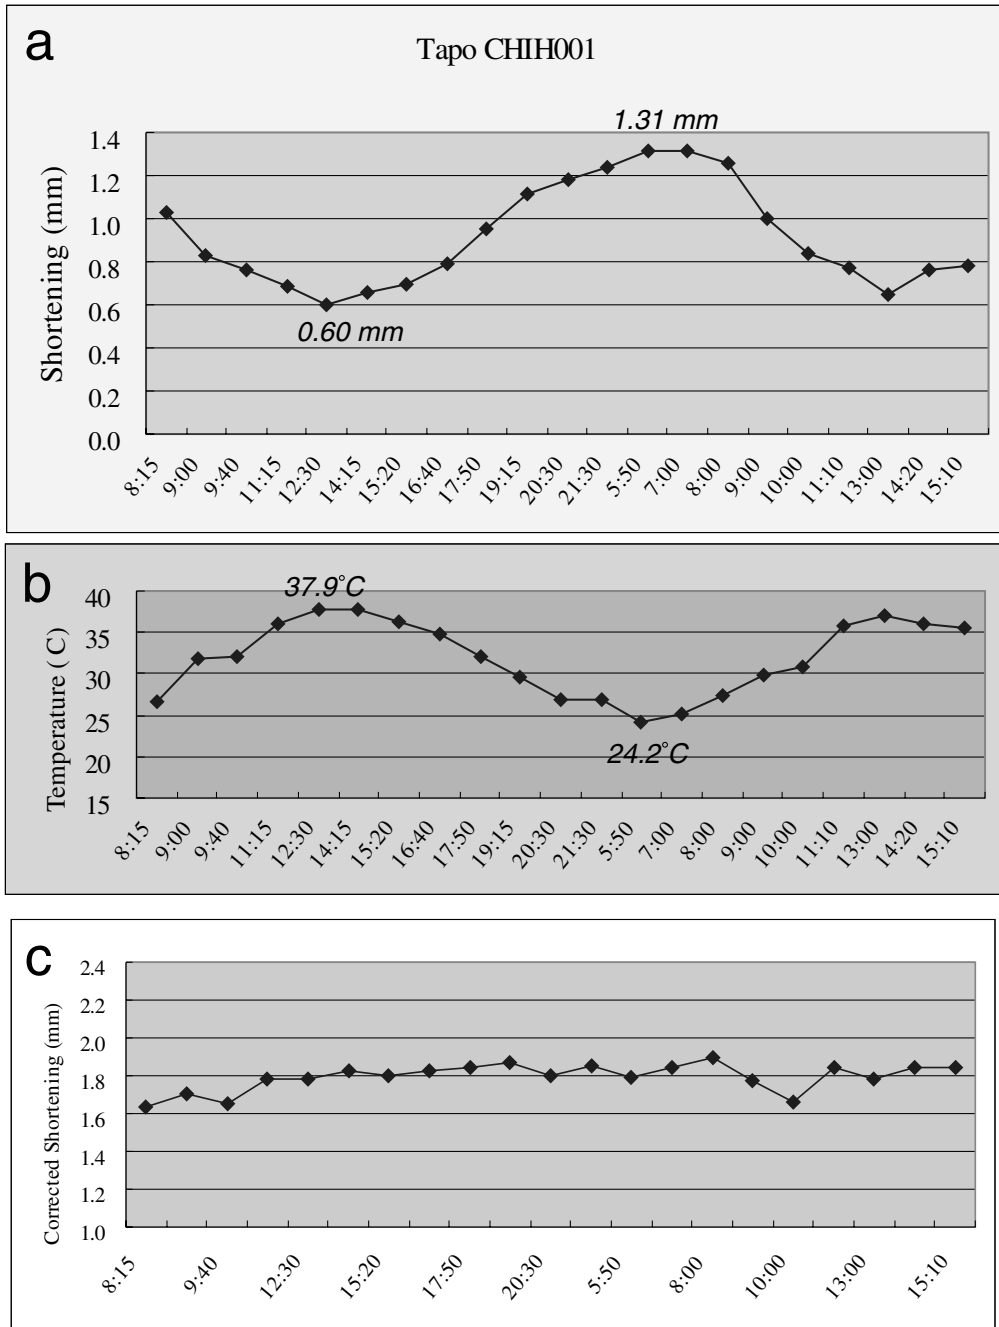 a
Tapo CHIH001
1.31 mm
1.4
1.2
1.0
0.8
0.6
0.4
0.2
0.0
Shortening (mm)
0.60 mm
8:15 9:00 9:40 11:15 12:30 14:15 15:20 16:40 17:50 19:15 20:30 21:30 5:50 7:00 8:00 9:00 10:00 11:10 13:00 14:20 15:10
b
37.9°C
40
35
30
25
20
15
Temperature ( C)
24.2°C
8:15 9:00 9:40 11:15 12:30 14:15 15:20 16:40 17:50 19:15 20:30 21:30 5:50 7:00 8:00 9:00 10:00 11:10 13:00 14:20 15:10
c
2.4
2.2
2.0
1.8
1.6
1.4
1.2
1.0
Corrected Shortening (mm)
8:15 9:40 12:30 15:20 17:50 20:30 5:50 8:00 10:00 13:00 15:10